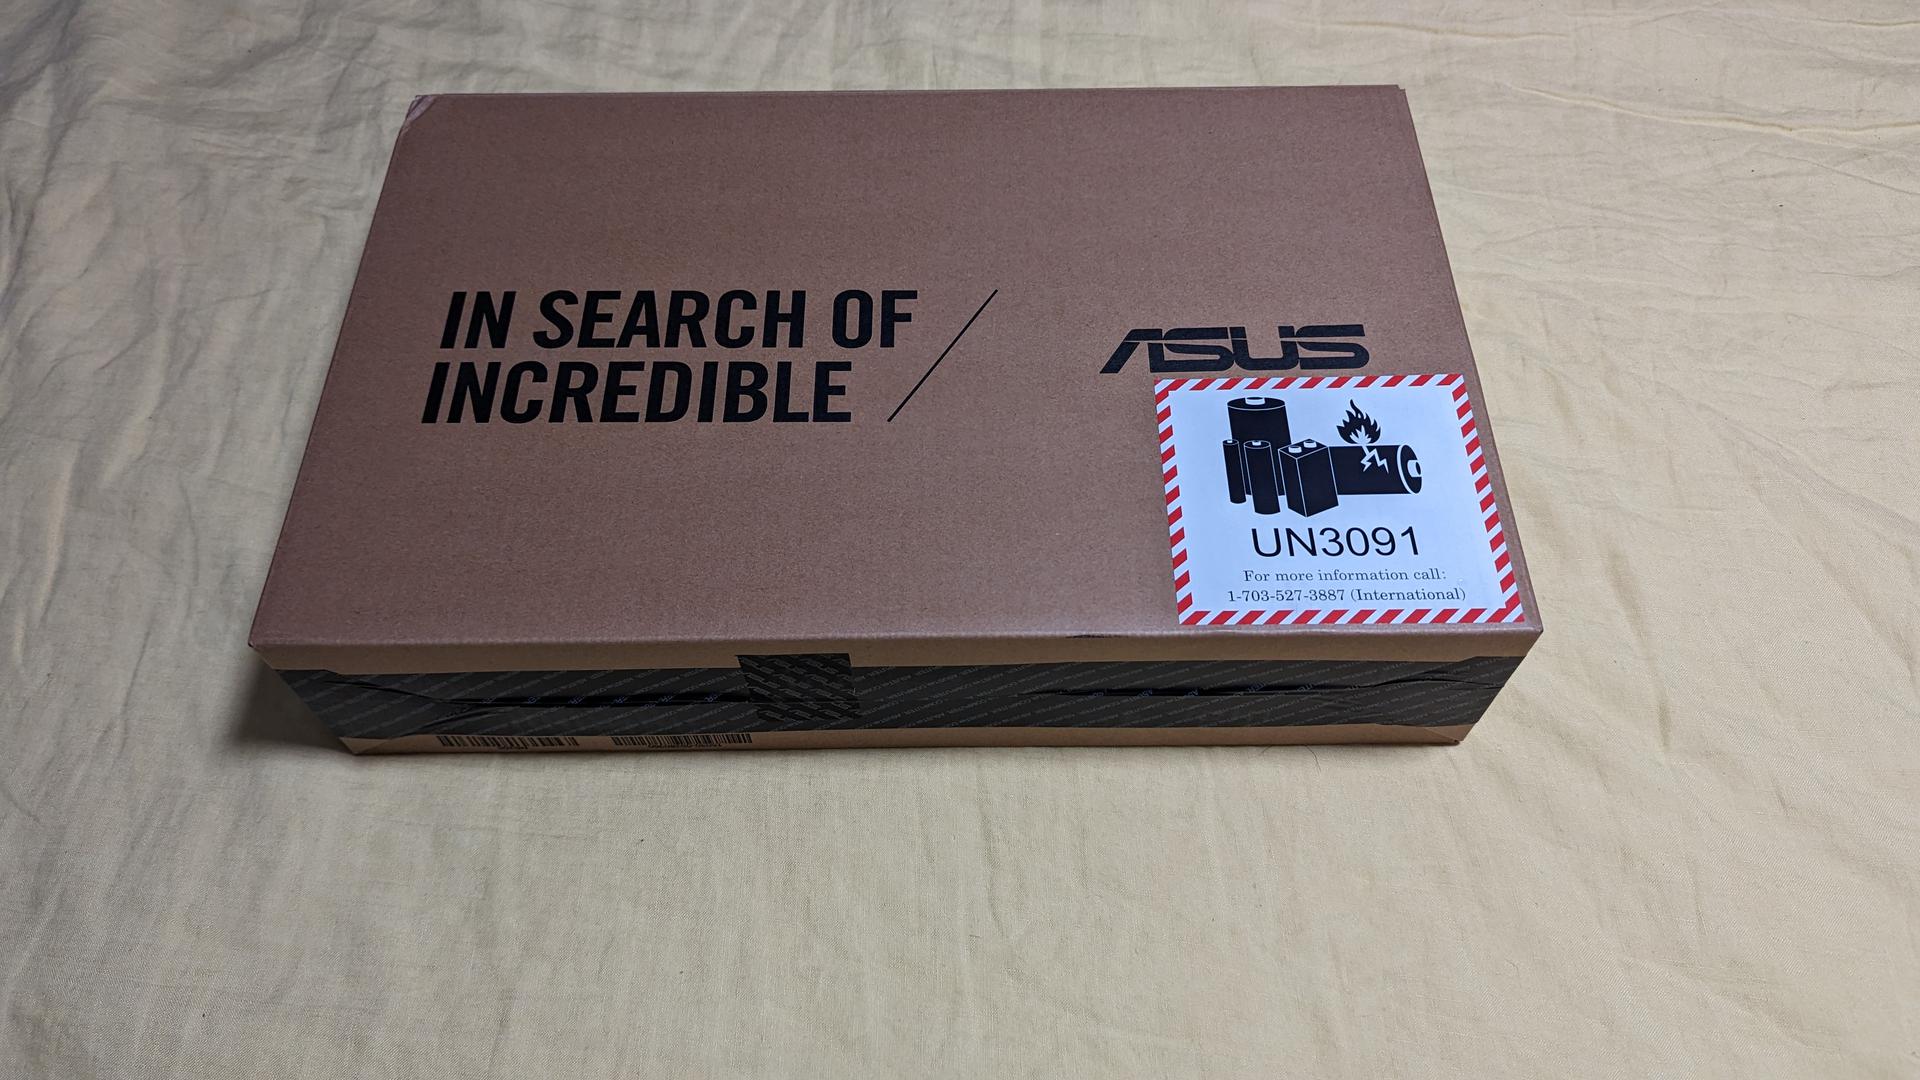 IN SEARCH OF
INCREDIBLE
ASUS
UN3091
For more information call:
1-703-527-3887 (International)